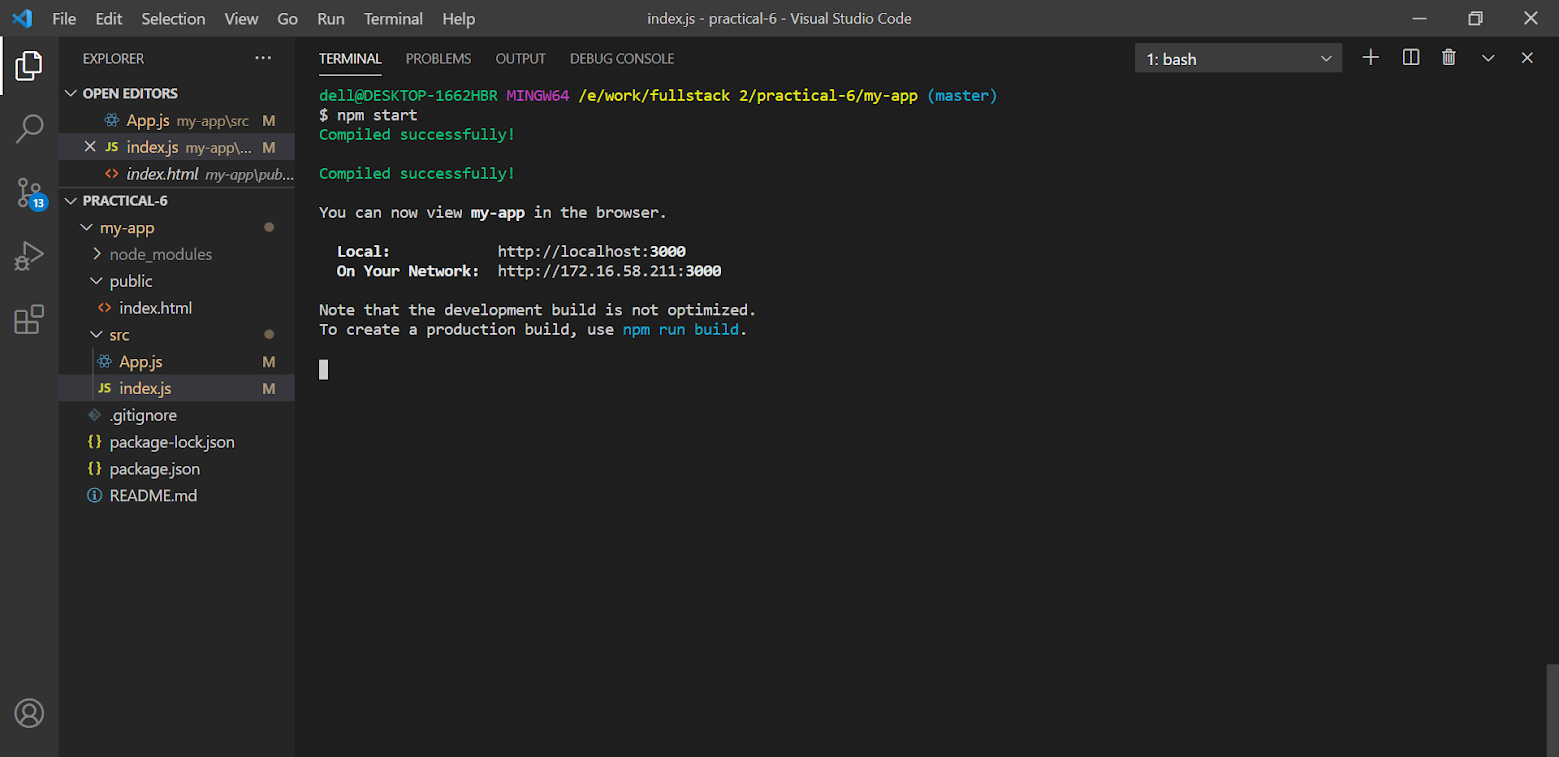 File Edit Selection View Go Run Terminal Help index.js - practical-6 - Visual Studio Code
EXPLORER ···
OPEN EDITORS
App.js my-app\src M
JS index.js my-app\... M
<> index.html my-app\pub...
13
PRACTICAL-6
my-app
node_modules
public
<> index.html
src
App.js M
JS index.js M
.gitignore
{} package-lock.json
{} package.json
README.md
TERMINAL PROBLEMS OUTPUT DEBUG CONSOLE 1: bash
dell@DESKTOP-1662HBR MINGW64 /e/work/fullstack 2/practical-6/my-app (master)
$ npm start
Compiled successfully!
Compiled successfully!
You can now view my-app in the browser.
Local: http://localhost:3000
On Your Network: http://172.16.58.211:3000
Note that the development build is not optimized.
To create a production build, use npm run build.